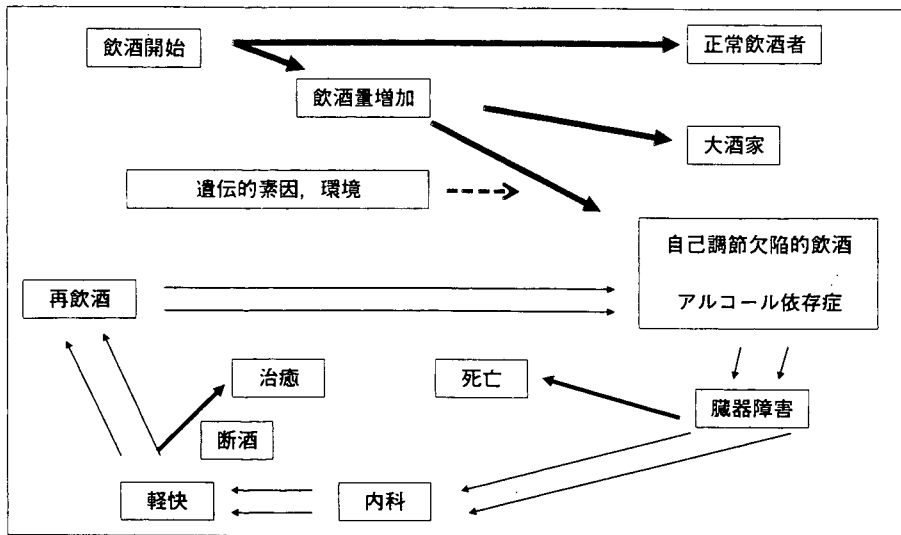 飲酒開始
正常飲酒者
飲酒量増加
大酒家
遺伝的素因，環境
自己調節欠陥的飲酒
アルコール依存症
再飲酒
治癒
死亡
臓器障害
断酒
軽快
内科